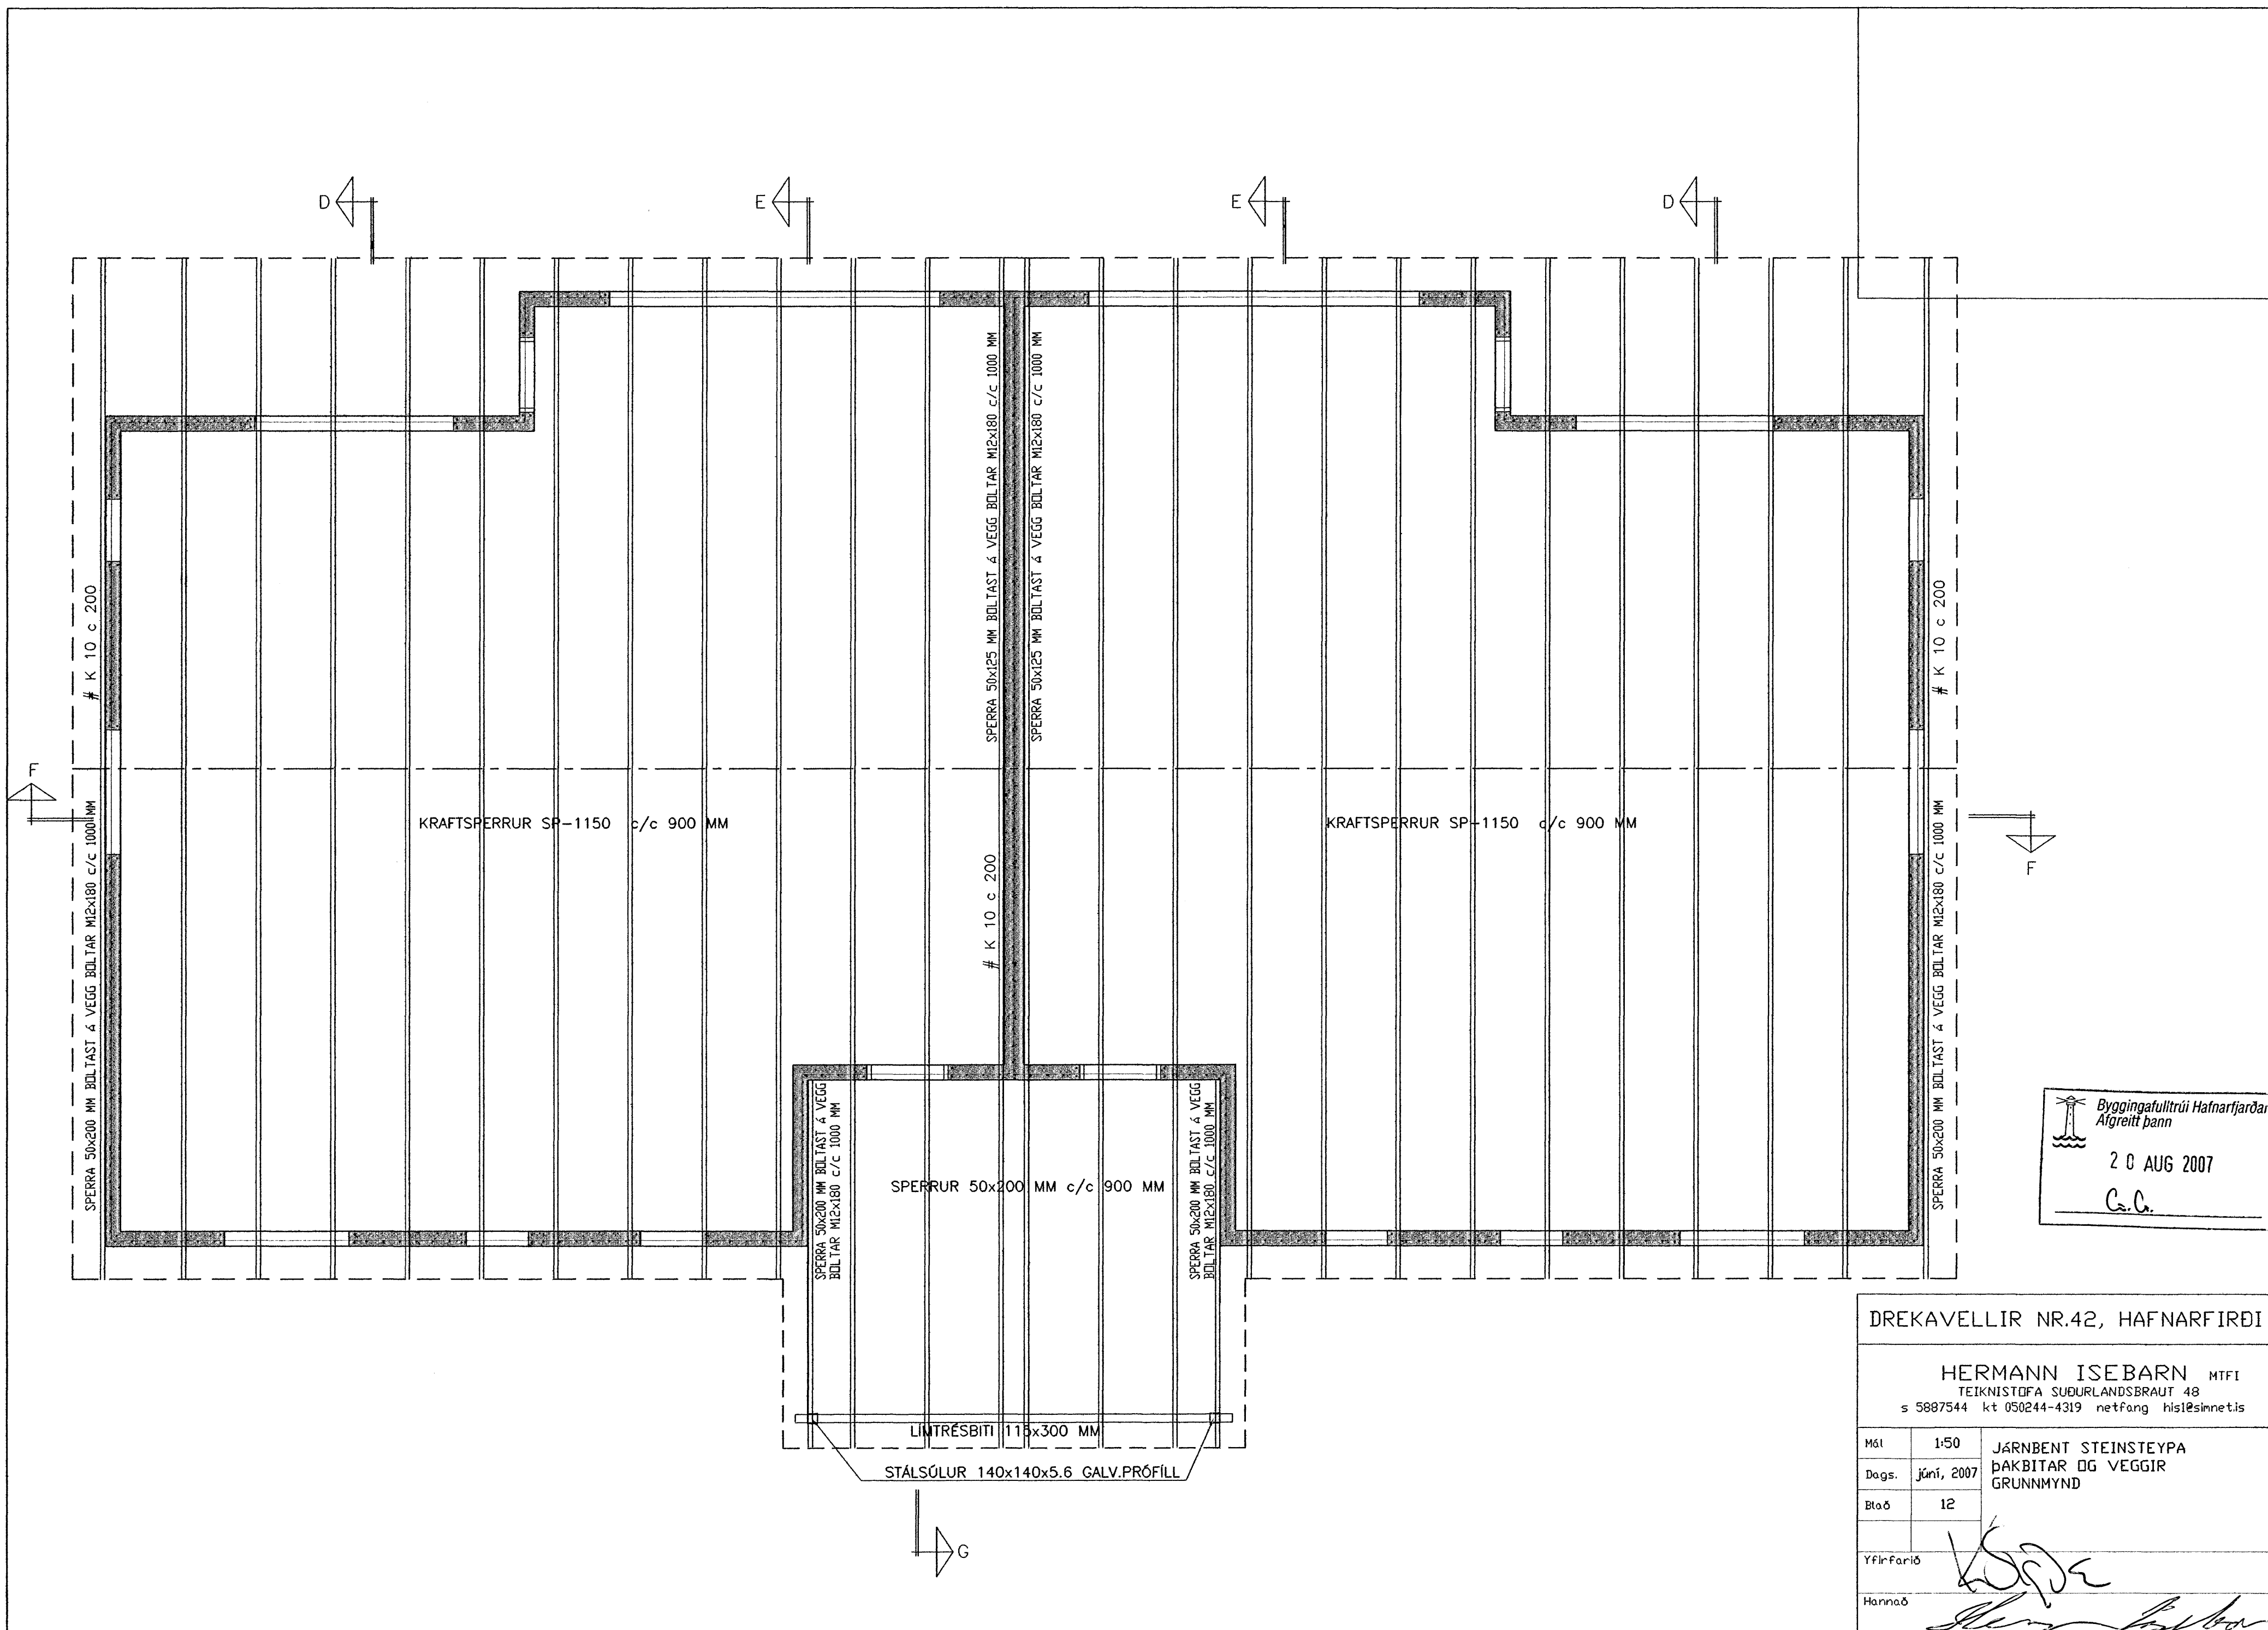 D
E
E
D
SPERRA 50x125 MM BOLTAST Á VEGG BOLTAR M12x180 c/c 1000 MM
SPERRA 50x125 MM BOLTAST Á VEGG BOLTAR M12x180 c/c 1000 MM
# K 10 c 200
# K 10 c 200
F
F
KRAFTSPERRUR SP-1150 c/c 900 MM
KRAFTSPERRUR SP-1150 c/c 900 MM
SPERRA 50x200 MM BOLTAST Á VEGG BOLTAR M12x180 c/c 1000 MM
# K 10 c 200
SPERRA 50x200 MM BOLTAST Á VEGG BOLTAR M12x180 c/c 1000 MM
SPERRA 50x200 MM BOLTAST Á VEGG
BOLTAR M12x180 c/c 1000 MM
SPERRUR 50x200 MM c/c 900 MM
SPERRA 50x200 MM BOLTAST Á VEGG
BOLTAR M12x180 c/c 1000 MM
LÍMTRÉSBITI 115x300 MM
STÁLSÚLUR 140x140x5.6 GALV.PRÓFÍLL
G
Byggingafulltrúi Hafnarfjarðar
Afgreitt þann
20 AUG 2007
DREKAVELLIR NR.42, HAFNARFIRÐI
HERMANN ISEBARN MTFI
TEIKNISTOFA SUÐURLANDSBRAUT 48
s 5887544 kt 050244-4319 netfang his1@simnet.is
Mál 1:50
Dags. júní, 2007
Blað 12
JÁRNBENT STEINSTEYPA
ÞAKBITAR OG VEGGIR
GRUNNMYND
Yfirfarið
Hannað